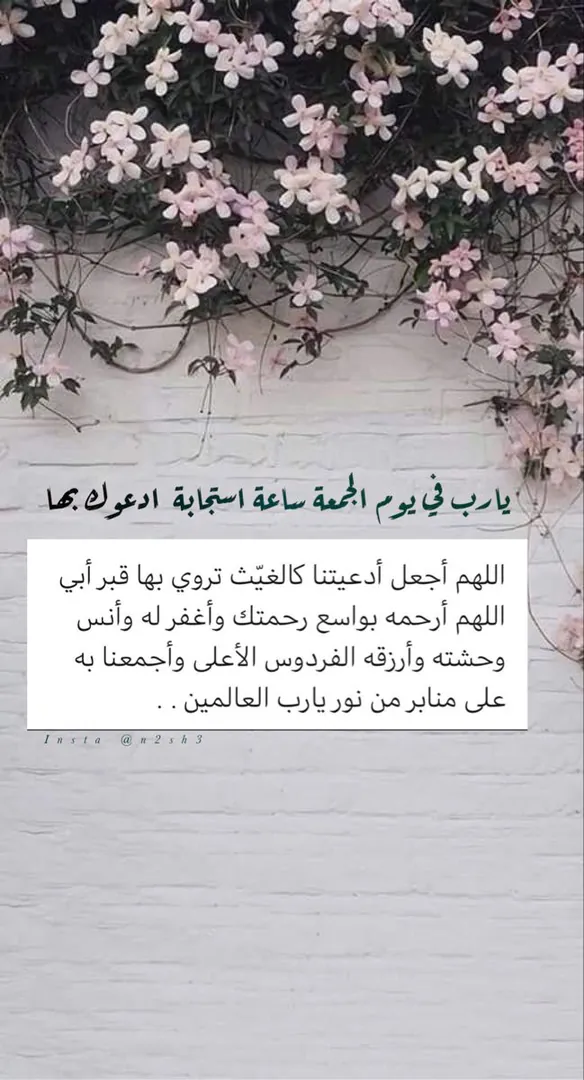 يارب في يوم الجمعة ساعة استجابة ادعوك بها
اللهم أجعل أدعيتنا كالغيّث تروي بها قبر أبي
اللهم أرحمه بواسع رحمتك وأغفر له وأنس
وحشته وأرزقه الفردوس الأعلى وأجمعنا به
على منابر من نور يارب العالمين . .
Insta @n2sh3